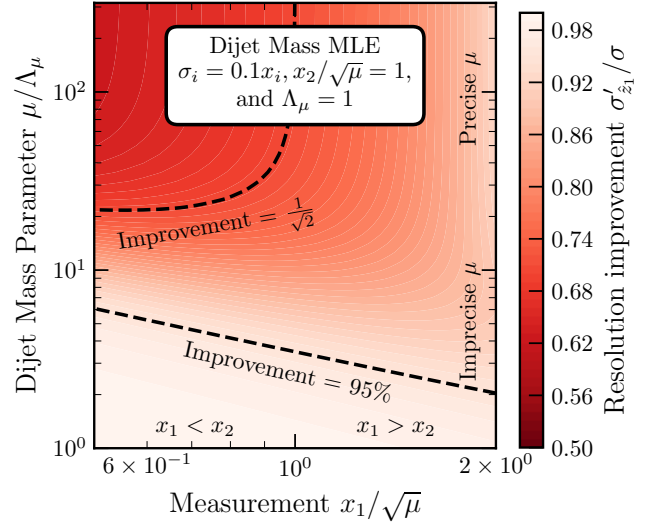 Dijet Mass MLE
σ_i = 0.1x_i, x_2/√μ = 1,
and Λ_μ = 1
Precise μ
Imprecise μ
Improvement = 1/√2
Improvement = 95%
x_1 < x_2
x_1 > x_2
Dijet Mass Parameter μ/Λ_μ
10^2
10^1
10^0
6 × 10^−1
10^0
2 × 10^0
Measurement x_1/√μ
0.98
0.92
0.86
0.80
0.74
0.68
0.62
0.56
0.50
Resolution improvement σ′_ẑ_1/σ